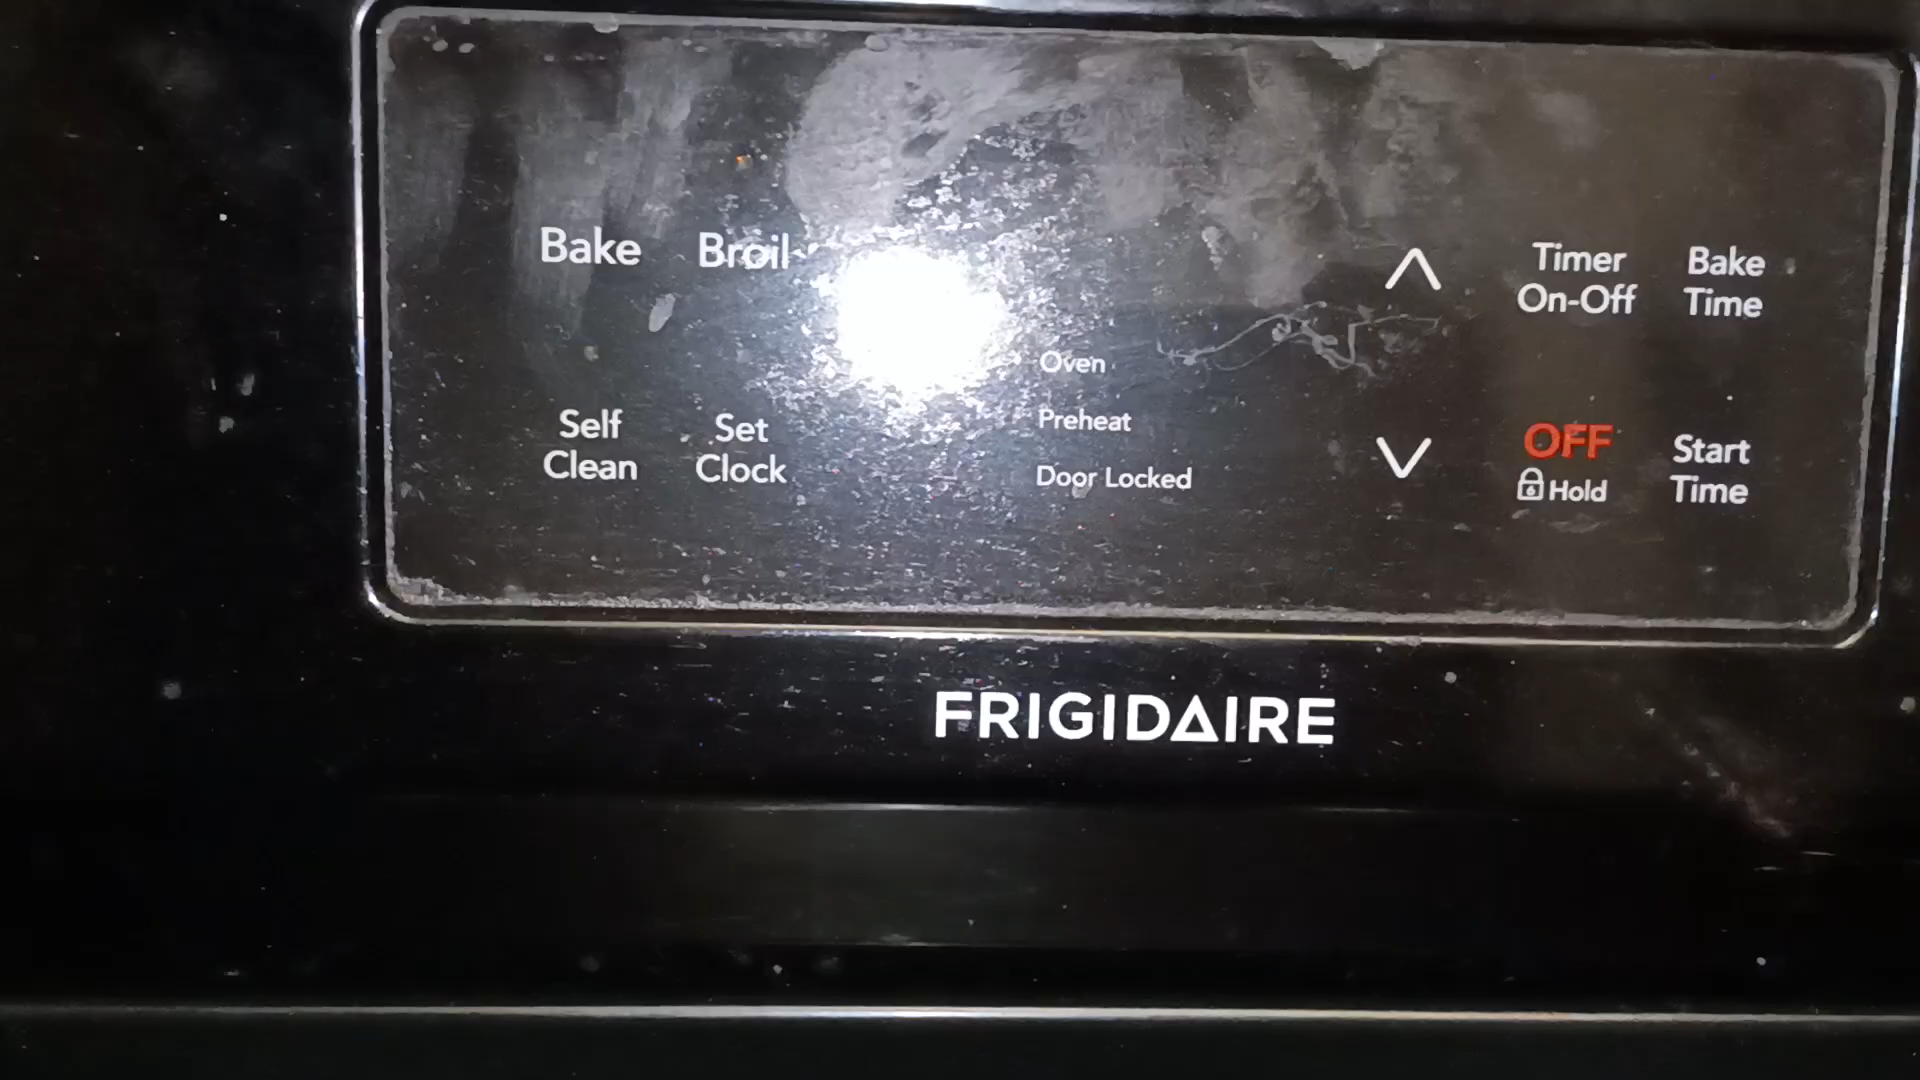 Bake Broil
Timer On-Off
Bake Time
Oven
Preheat
Door Locked
Self Clean
Set Clock
OFF
Hold
Start Time
FRIGIDAIRE